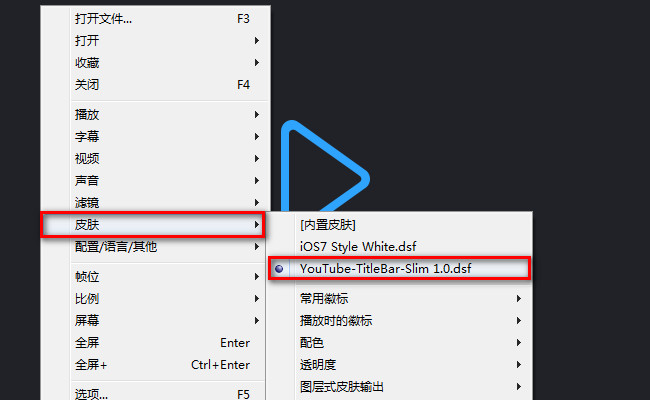 打开文件... F3
打开
收藏
关闭 F4
播放
字幕
视频
声音
滤镜
皮肤
配置/语言/其他
帧位
比例
屏幕
全屏 Enter
全屏+ Ctrl+Enter
选项... F5
[内置皮肤]
iOS7 Style White.dsf
YouTube-TitleBar-Slim 1.0.dsf
常用徽标
播放时的徽标
配色
透明度
图层式皮肤输出